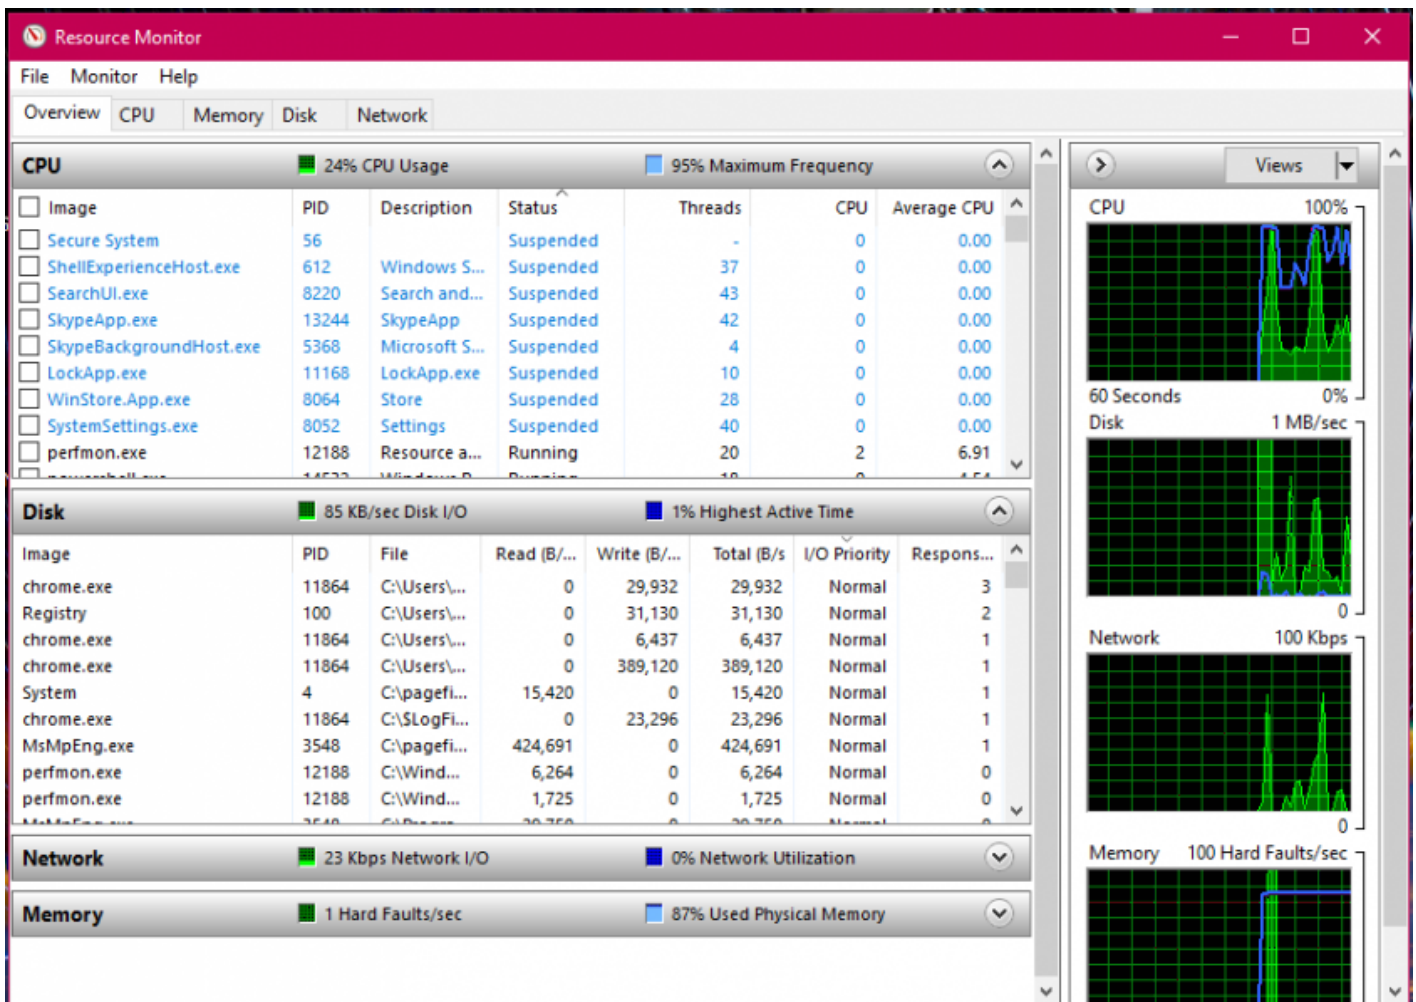 Resource Monitor
File Monitor Help
Overview CPU Memory Disk Network
CPU 24% CPU Usage 95% Maximum Frequency
Image PID Description Status Threads CPU Average CPU
Secure System 56 Suspended - 0 0.00
ShellExperienceHost.exe 612 Windows S... Suspended 37 0 0.00
SearchUI.exe 8220 Search and... Suspended 43 0 0.00
SkypeApp.exe 13244 SkypeApp Suspended 42 0 0.00
SkypeBackgroundHost.exe 5368 Microsoft S... Suspended 4 0 0.00
LockApp.exe 11168 LockApp.exe Suspended 10 0 0.00
WinStore.App.exe 8064 Store Suspended 28 0 0.00
SystemSettings.exe 8052 Settings Suspended 40 0 0.00
perfmon.exe 12188 Resource a... Running 20 2 6.91
Disk 85 KB/sec Disk I/O 1% Highest Active Time
Image PID File Read (B/... Write (B/... Total (B/s I/O Priority Respons...
chrome.exe 11864 C:\Users\... 0 29,932 29,932 Normal 3
Registry 100 C:\Users\... 0 31,130 31,130 Normal 2
chrome.exe 11864 C:\Users\... 0 6,437 6,437 Normal 1
chrome.exe 11864 C:\Users\... 0 389,120 389,120 Normal 1
System 4 C:\pagefi... 15,420 0 15,420 Normal 1
chrome.exe 11864 C:\$LogFi... 0 23,296 23,296 Normal 1
MsMpEng.exe 3548 C:\pagefi... 424,691 0 424,691 Normal 1
perfmon.exe 12188 C:\Wind... 6,264 0 6,264 Normal 0
perfmon.exe 12188 C:\Wind... 1,725 0 1,725 Normal 0
Network 23 Kbps Network I/O 0% Network Utilization
Memory 1 Hard Faults/sec 87% Used Physical Memory
Views
CPU 100%
60 Seconds 0%
Disk 1 MB/sec
0
Network 100 Kbps
0
Memory 100 Hard Faults/sec